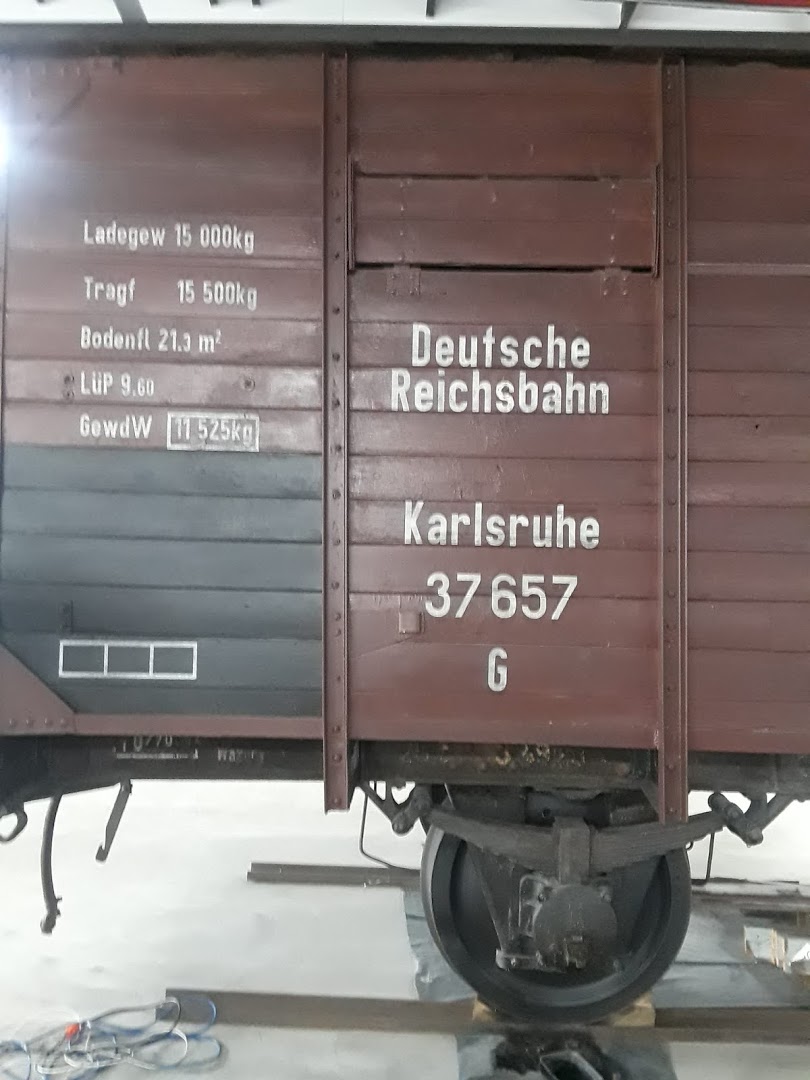 Ladegew 15 000kg
Tragf 15 500kg
Bodenfl 21.3 m²
LüP 9.60
GewdW 11 525kg
Deutsche
Reichsbahn
Karlsruhe
37 657
G